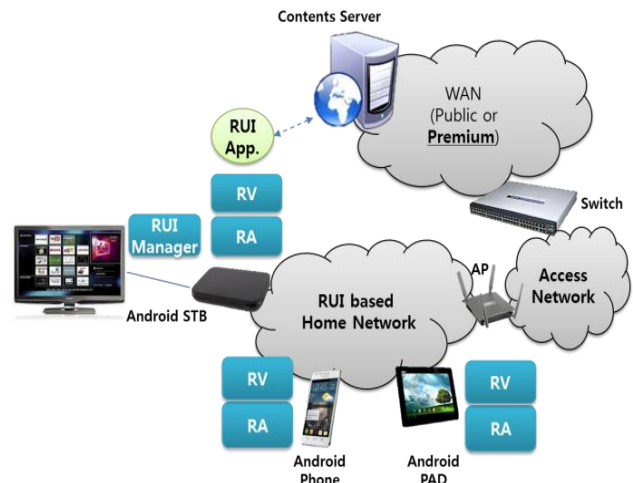 Contents Server
WAN
(Public or
Premium)
RUI
App.
RV
Switch
RUI
Manager
RA
AP
Access
Network
RUI based
Home Network
Android STB
RV
RV
RA
RA
Android
Phone
Android
PAD